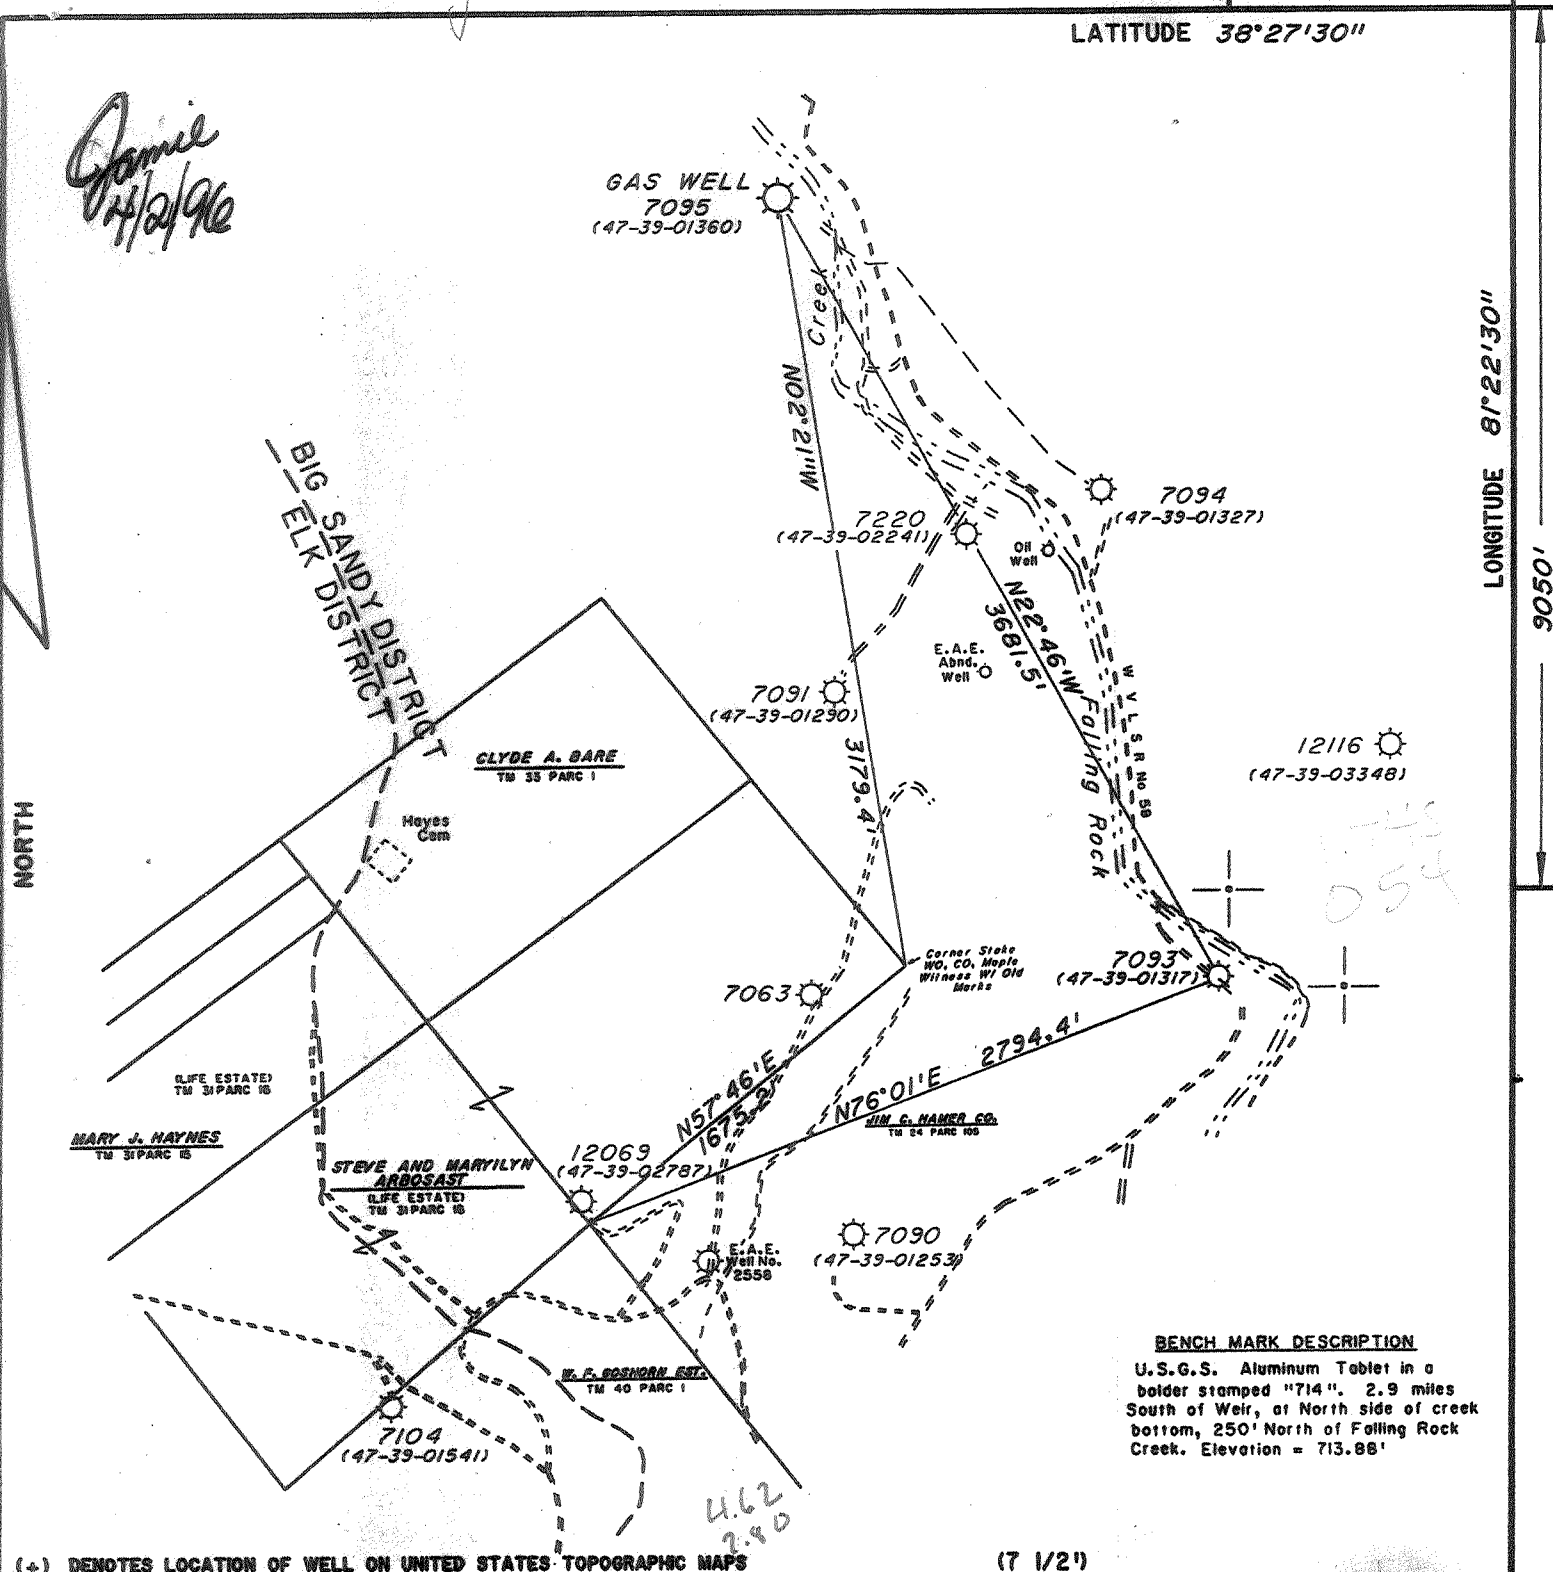 LATITUDE 38°27'30"
Jamie
4/2/96
GAS WELL
7095
(47-39-01360)
Creek
N02°21'W
LONGITUDE 81°22'30"
9050'
BIG SANDY DISTRICT
ELK DISTRICT
7094
(47-39-01327)
7220
(47-39-02241)
Oil
Well
N22°46'W
3681.5'
E.A.E.
Abnd.
Well
7091
(47-39-01290)
3179.4'
W V L S R No 58
Falling Rock
12116
(47-39-03348)
CLYDE A. BARE
TM 35 PARC 1
Hayes
Cem
NORTH
054
Corner Stake
WO, CO, Maple
Witness W/ Old
Marks
7093
(47-39-01317)
7063
2794.4'
N76°01'E
N57°46'E
1675.2'
JIM C. HAMER CO.
TM 24 PARC 105
(LIFE ESTATE)
TM 31 PARC 16
MARY J. HAYNES
TM 31 PARC 15
12069
(47-39-02787)
STEVE AND MARYILYN
ARBOSAST
(LIFE ESTATE)
TM 31 PARC 16
E.A.E.
Well No.
2558
7090
(47-39-01253)
W. F. GOSHORN EST.
TM 40 PARC 1
7104
(47-39-01541)
BENCH MARK DESCRIPTION
U.S.G.S. Aluminum Tablet in a
bolder stamped "714". 2.9 miles
South of Weir, at North side of creek
bottom, 250' North of Falling Rock
Creek. Elevation = 713.88'
4.62
2.80
(+) DENOTES LOCATION OF WELL ON UNITED STATES TOPOGRAPHIC MAPS
(7 1/2')